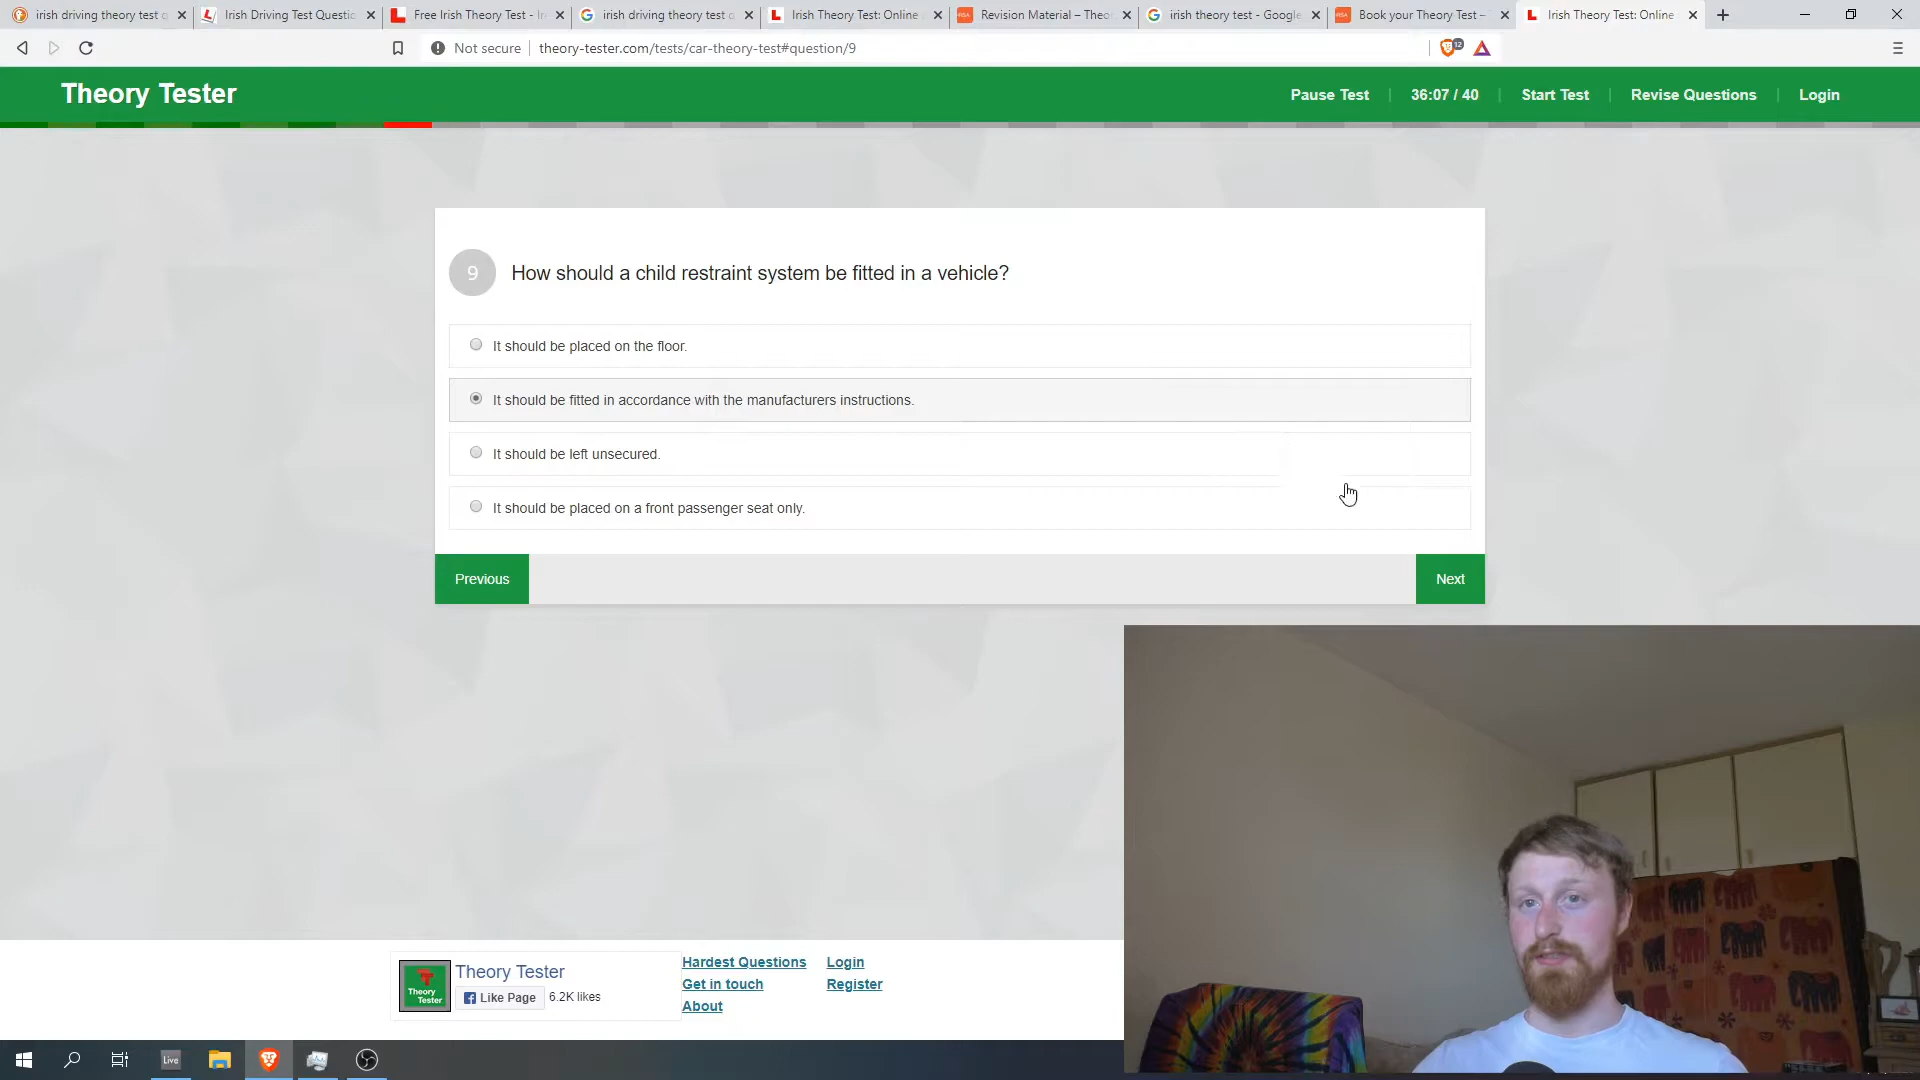 irish driving theory test q
Irish Driving Test Questio
Free Irish Theory Test - Ir
irish driving theory test q
Irish Theory Test: Online
Revision Material – Theo
irish theory test - Google
Book your Theory Test –
Irish Theory Test: Online
Not secure
theory-tester.com/tests/car-theory-test#question/9
12
Theory Tester
Pause Test
36:07 / 40
Start Test
Revise Questions
Login
9
How should a child restraint system be fitted in a vehicle?
It should be placed on the floor.
It should be fitted in accordance with the manufacturers instructions.
It should be left unsecured.
It should be placed on a front passenger seat only.
Previous
Next
Theory Tester
Theory Tester
Like Page
6.2K likes
Hardest Questions
Get in touch
About
Login
Register
Live